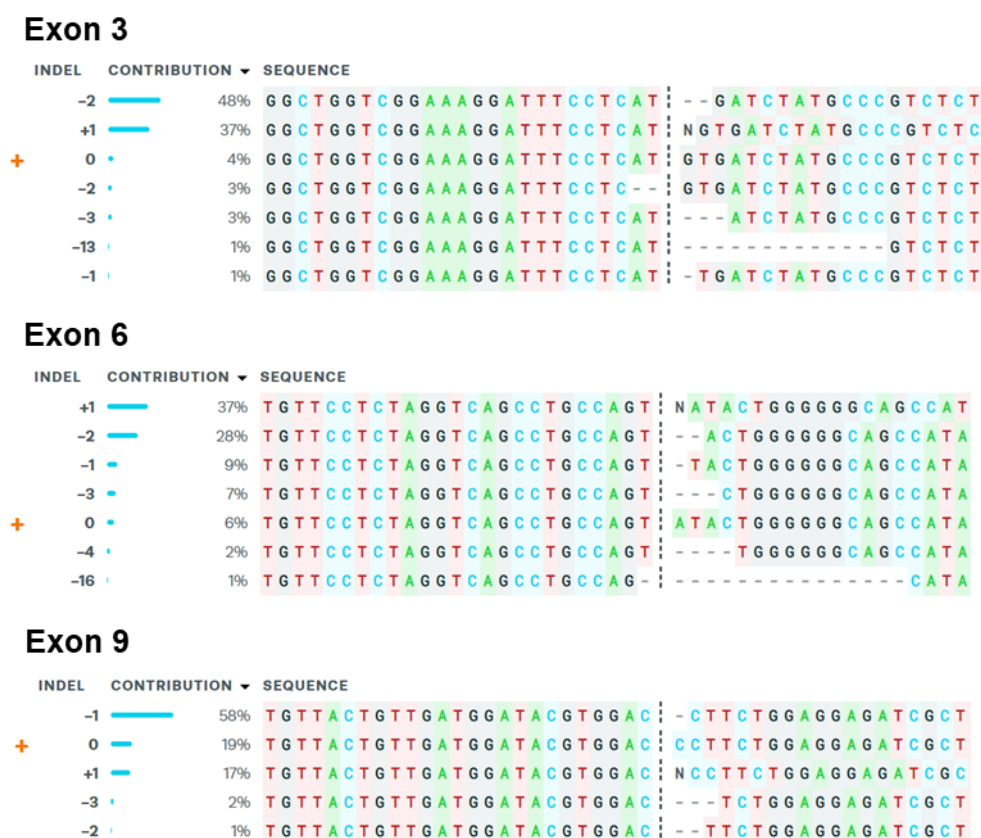 Exon 3
INDEL CONTRIBUTION SEQUENCE
-2 48% GGCTGGTCGGAAAGGATTTCCTCAT --GATCTATGCCCGTCTCT
+1 37% GGCTGGTCGGAAAGGATTTCCTCAT NGTGATCTATGCCCGTCTC
+ 0 4% GGCTGGTCGGAAAGGATTTCCTCAT GTGATCTATGCCCGTCTCT
-2 3% GGCTGGTCGGAAAGGATTTCCTC-- GTGATCTATGCCCGTCTCT
-3 3% GGCTGGTCGGAAAGGATTTCCTCAT ---ATCTATGCCCGTCTCT
-13 1% GGCTGGTCGGAAAGGATTTCCTCAT -------------GTCTCT
-1 1% GGCTGGTCGGAAAGGATTTCCTCAT -TGATCTATGCCCGTCTCT
Exon 6
INDEL CONTRIBUTION SEQUENCE
+1 37% TGTTCCTCTAGGTCAGCCTGCCAGT NATACTGGGGGGCAGCCAT
-2 28% TGTTCCTCTAGGTCAGCCTGCCAGT --ACTGGGGGGCAGCCATA
-1 9% TGTTCCTCTAGGTCAGCCTGCCAGT -TACTGGGGGGCAGCCATA
-3 7% TGTTCCTCTAGGTCAGCCTGCCAGT ---CTGGGGGGCAGCCATA
+ 0 6% TGTTCCTCTAGGTCAGCCTGCCAGT ATACTGGGGGGCAGCCATA
-4 2% TGTTCCTCTAGGTCAGCCTGCCAGT ----TGGGGGGCAGCCATA
-16 1% TGTTCCTCTAGGTCAGCCTGCCAG- ---------------CATA
Exon 9
INDEL CONTRIBUTION SEQUENCE
-1 58% TGTTACTGTTGATGGATACGTGGAC -CTTCTGGAGGAGATCGCT
+ 0 19% TGTTACTGTTGATGGATACGTGGAC CCTTCTGGAGGAGATCGCT
+1 17% TGTTACTGTTGATGGATACGTGGAC NCCTTCTGGAGGAGATCGC
-3 2% TGTTACTGTTGATGGATACGTGGAC ---TCTGGAGGAGATCGCT
-2 1% TGTTACTGTTGATGGATACGTGGAC --TTCTGGAGGAGATCGCT